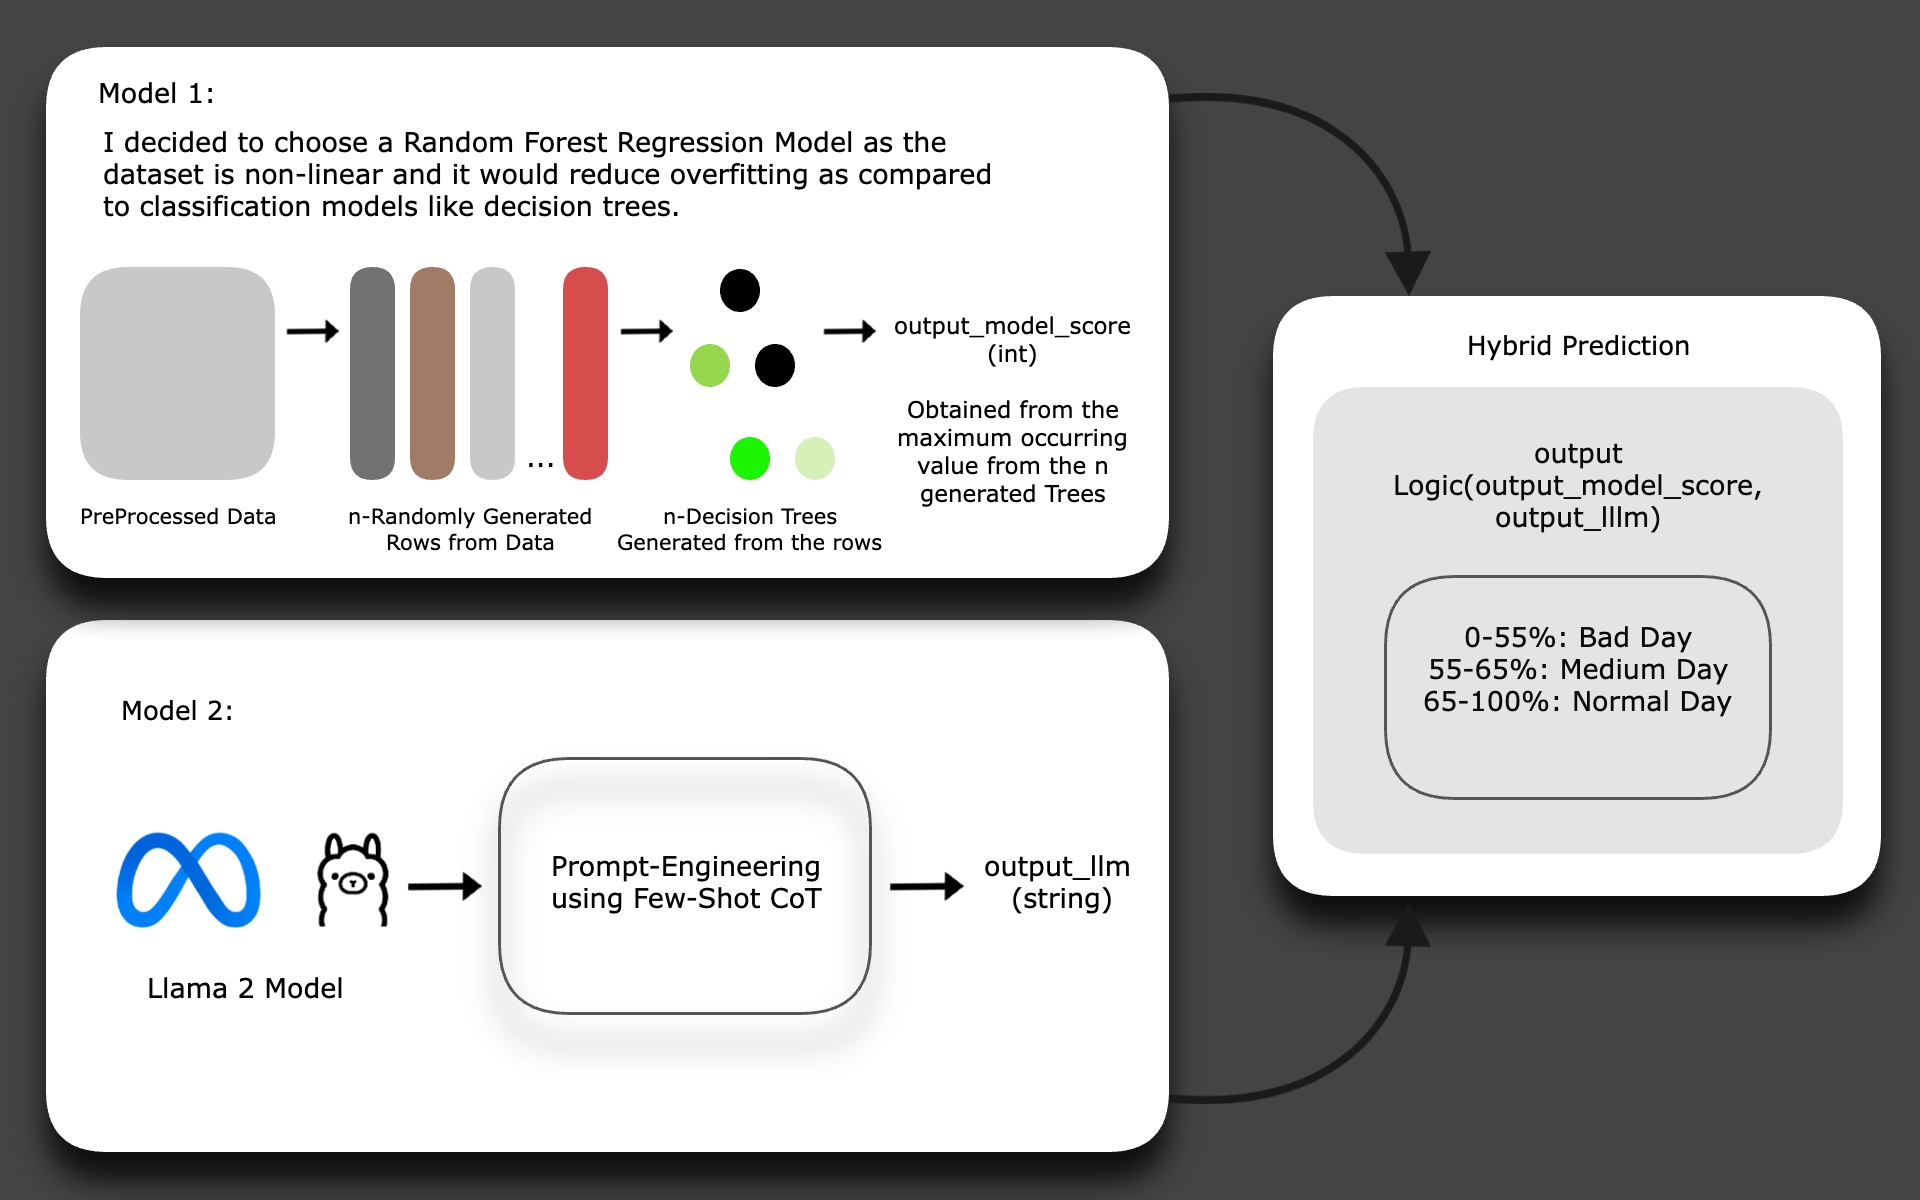 Model 1:
I decided to choose a Random Forest Regression Model as the
dataset is non-linear and it would reduce overfitting as compared
to classification models like decision trees.
...
PreProcessed Data
n-Randomly Generated
Rows from Data
n-Decision Trees
Generated from the rows
output_model_score
(int)
Obtained from the
maximum occurring
value from the n
generated Trees
Model 2:
Llama 2 Model
Prompt-Engineering
using Few-Shot CoT
output_llm
(string)
Hybrid Prediction
output
Logic(output_model_score,
output_lllm)
0-55%: Bad Day
55-65%: Medium Day
65-100%: Normal Day